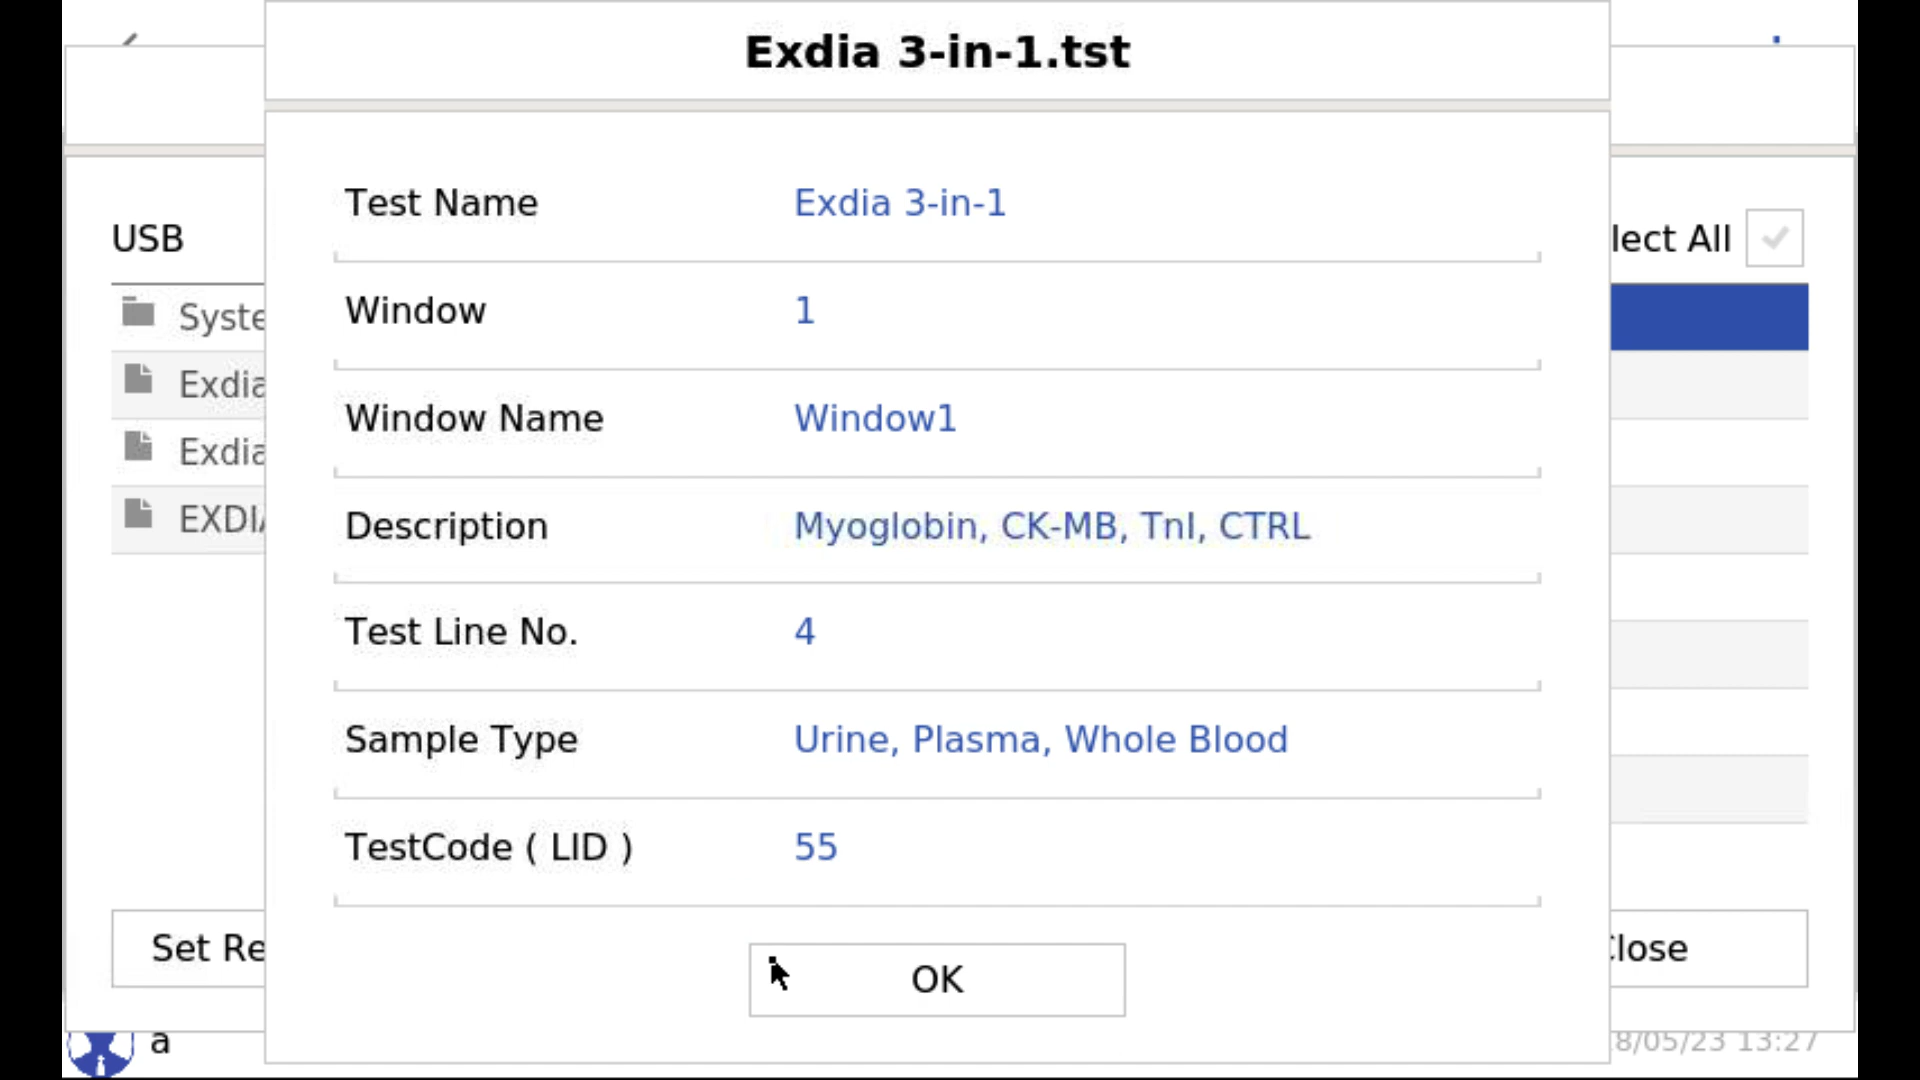 Exdia 3-in-1.tst
Test Name Exdia 3-in-1
USB
lect All
Window 1
Syste
Exdia
Window Name Window1
Exdia
Description Myoglobin, CK-MB, TnI, CTRL
EXDI
Test Line No. 4
Sample Type Urine, Plasma, Whole Blood
TestCode ( LID ) 55
Set Re
Close
OK
a
8/05/23 13:27